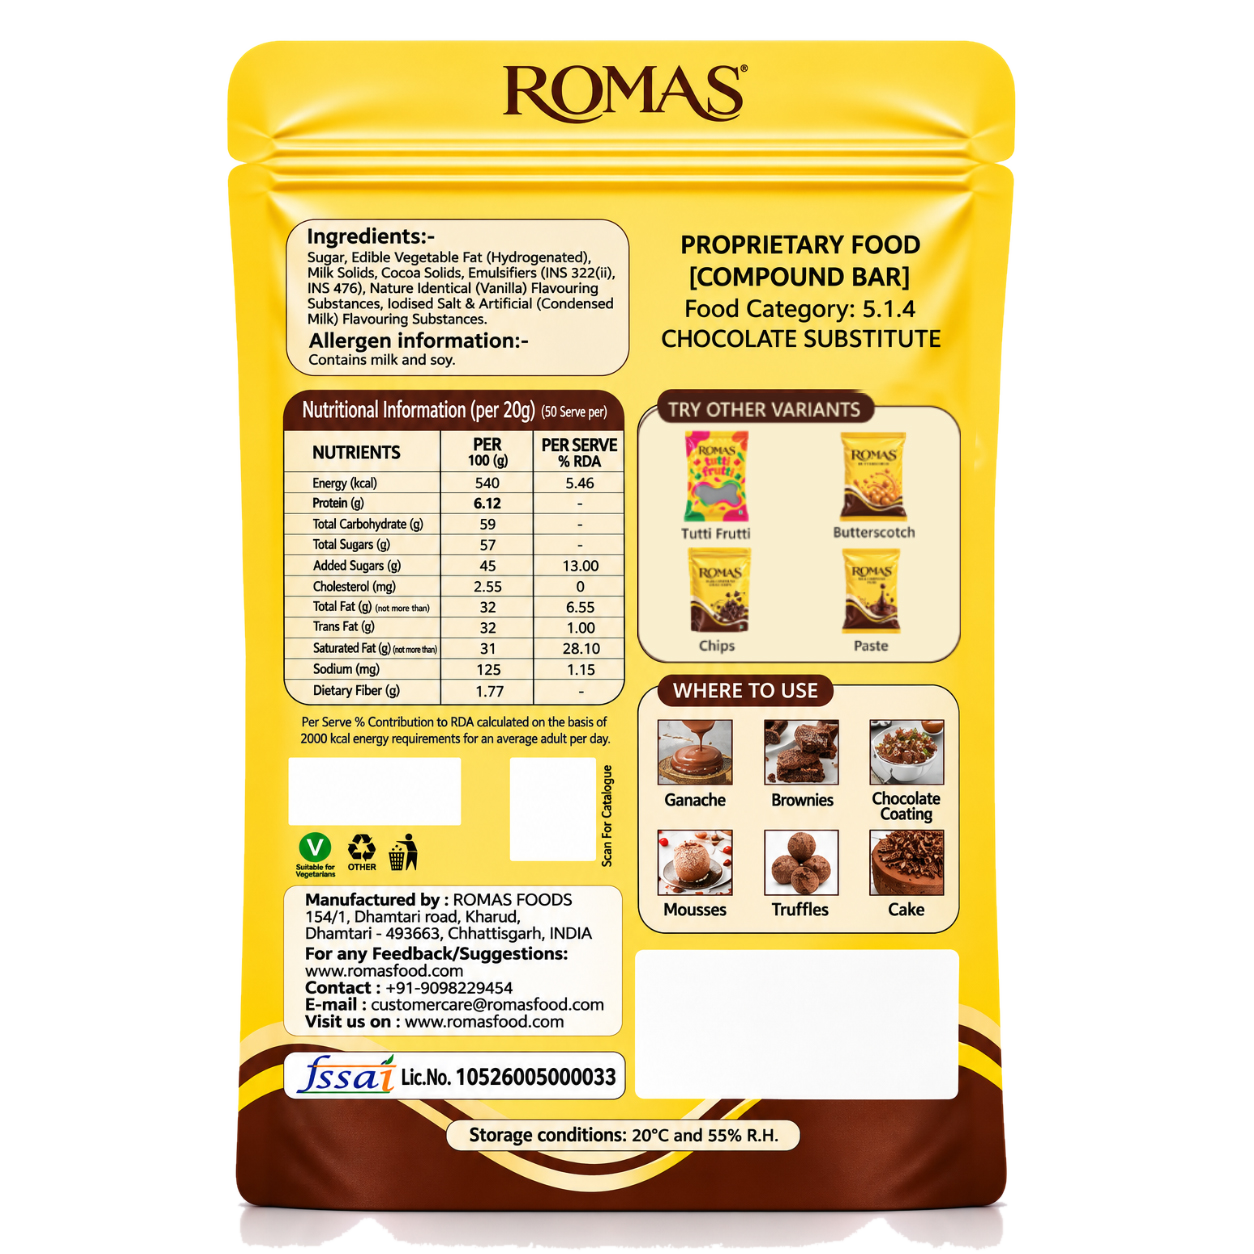 ROMAS®
Ingredients:-
Sugar, Edible Vegetable Fat (Hydrogenated),
Milk Solids, Cocoa Solids, Emulsifiers (INS 322(ii),
INS 476), Nature Identical (Vanilla) Flavouring
Substances, Iodised Salt & Artificial (Condensed
Milk) Flavouring Substances.
Allergen information:-
Contains milk and soy.
PROPRIETARY FOOD
[COMPOUND BAR]
Food Category: 5.1.4
CHOCOLATE SUBSTITUTE
Nutritional Information (per 20g) (50 Serve per)
NUTRIENTS PER 100 (g) PER SERVE % RDA
Energy (kcal) 540 5.46
Protein (g) 6.12 -
Total Carbohydrate (g) 59 -
Total Sugars (g) 57 -
Added Sugars (g) 45 13.00
Cholesterol (mg) 2.55 0
Total Fat (g) (not more than) 32 6.55
Trans Fat (g) 32 1.00
Saturated Fat (g) (not more than) 31 28.10
Sodium (mg) 125 1.15
Dietary Fiber (g) 1.77 -
Per Serve % Contribution to RDA calculated on the basis of
2000 kcal energy requirements for an average adult per day.
TRY OTHER VARIANTS
ROMAS
tutti
frutti
ROMAS
Tutti Frutti
Butterscotch
ROMAS
ROMAS
Chips
Paste
WHERE TO USE
Ganache
Brownies
Chocolate
Coating
Mousses
Truffles
Cake
Scan For Catalogue
V
Suitable for
Vegetarians
OTHER
Manufactured by : ROMAS FOODS
154/1, Dhamtari road, Kharud,
Dhamtari - 493663, Chhattisgarh, INDIA
For any Feedback/Suggestions:
www.romasfood.com
Contact : +91-9098229454
E-mail : customercare@romasfood.com
Visit us on : www.romasfood.com
fssai Lic.No. 10526005000033
Storage conditions: 20°C and 55% R.H.